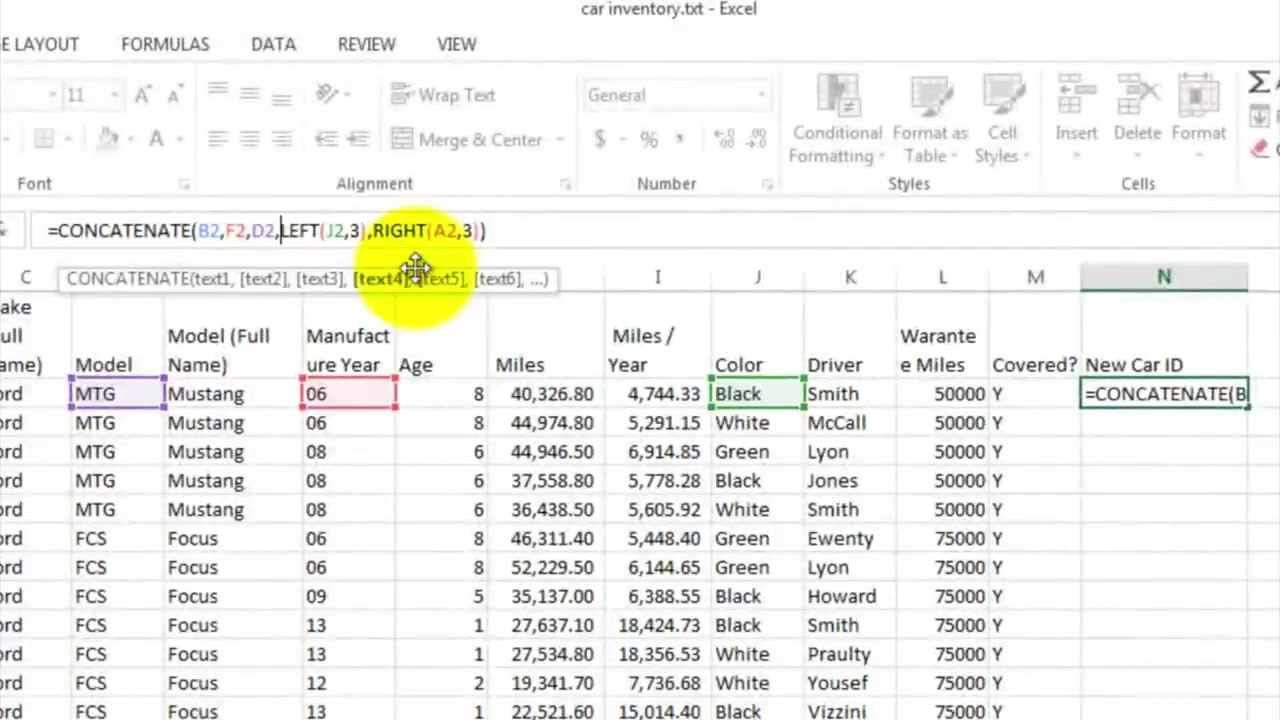 car inventory.txt - Excel
E LAYOUT FORMULAS DATA REVIEW VIEW
11 A A Wrap Text General
A Merge & Center $ % , Conditional Formatting Format as Table Cell Styles Insert Delete Format
Font Alignment Number Styles Cells
=CONCATENATE(B2,F2,D2,LEFT(J2,3),RIGHT(A2,3))
CONCATENATE(text1, [text2], [text3], [text4], [text5], [text6], ...)
C I J K L M N
ake
ull Model (Full Manufact Miles / Warante
ame) Model Name) ure Year Age Miles Year Color Driver e Miles Covered? New Car ID
ord MTG Mustang 06 8 40,326.80 4,744.33 Black Smith 50000 Y =CONCATENATE(B
ord MTG Mustang 06 8 44,974.80 5,291.15 White McCall 50000 Y
ord MTG Mustang 08 6 44,946.50 6,914.85 Green Lyon 50000 Y
ord MTG Mustang 08 6 37,558.80 5,778.28 Black Jones 50000 Y
ord MTG Mustang 08 6 36,438.50 5,605.92 White Smith 50000 Y
ord FCS Focus 06 8 46,311.40 5,448.40 Green Ewenty 75000 Y
ord FCS Focus 06 8 52,229.50 6,144.65 Green Lyon 75000 Y
ord FCS Focus 09 5 35,137.00 6,388.55 Black Howard 75000 Y
ord FCS Focus 13 1 27,637.10 18,424.73 Black Smith 75000 Y
ord FCS Focus 13 1 27,534.80 18,356.53 White Praulty 75000 Y
ord FCS Focus 12 2 19,341.70 7,736.68 White Yousef 75000 Y
ord FCS Focus 13 1 22,521.60 15,014.40 Black Vizzini 75000 Y